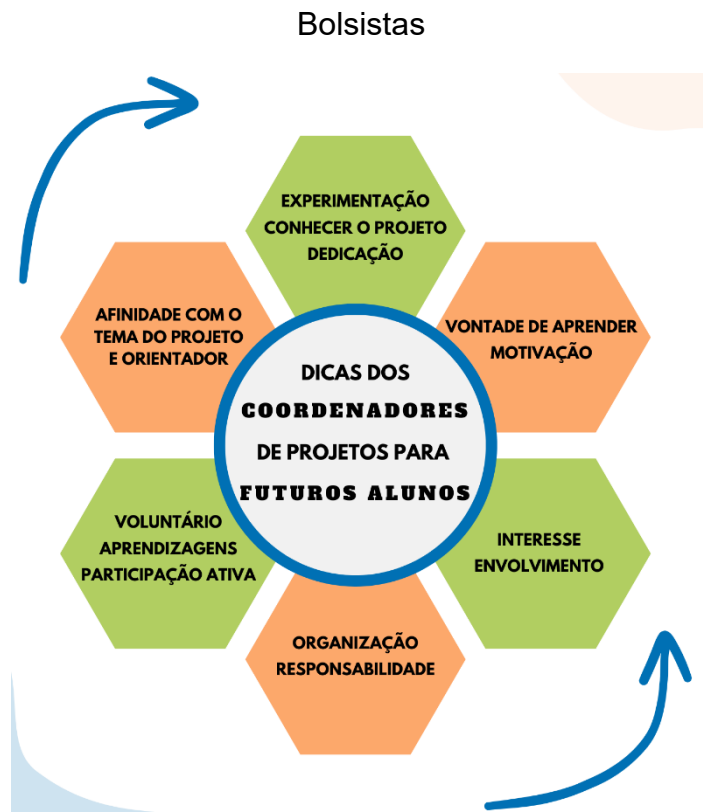 Bolsistas
EXPERIMENTAÇÃO
CONHECER O PROJETO
DEDICAÇÃO
AFINIDADE COM O
TEMA DO PROJETO
E ORIENTADOR
VONTADE DE APRENDER
MOTIVAÇÃO
DICAS DOS
COORDENADORES
DE PROJETOS PARA
FUTUROS ALUNOS
VOLUNTÁRIO
APRENDIZAGENS
PARTICIPAÇÃO ATIVA
INTERESSE
ENVOLVIMENTO
ORGANIZAÇÃO
RESPONSABILIDADE